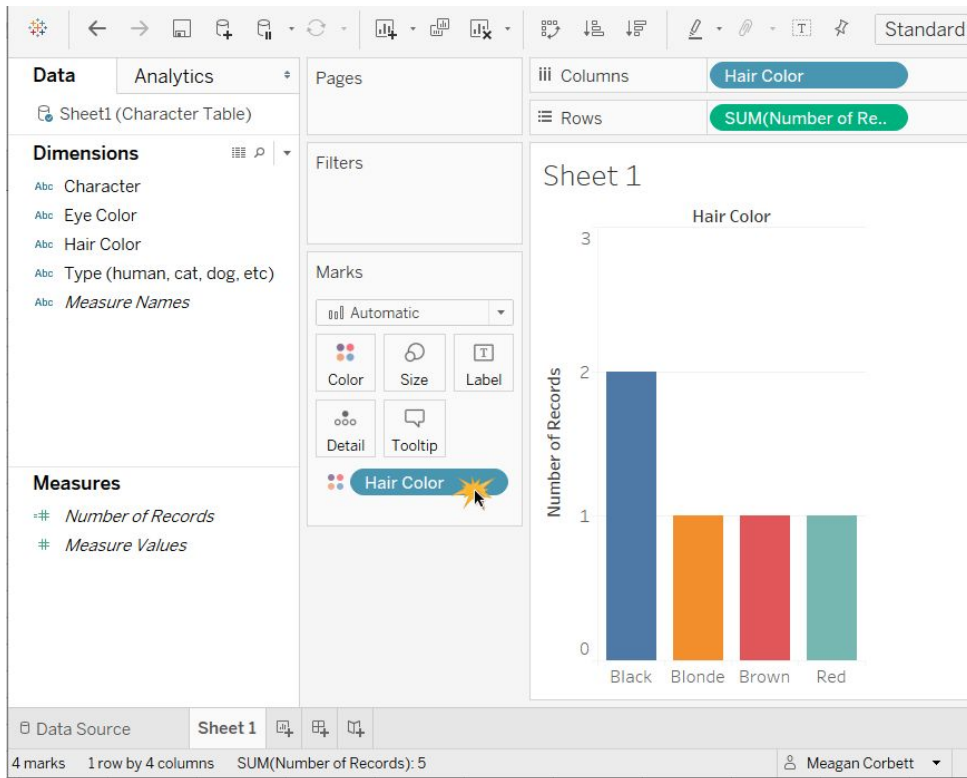 Standard
Data Analytics
Sheet1 (Character Table)
Dimensions
Abc Character
Abc Eye Color
Abc Hair Color
Abc Type (human, cat, dog, etc)
Abc Measure Names
Measures
# Number of Records
# Measure Values
Pages
Filters
Marks
Automatic
Color Size Label
Detail Tooltip
Hair Color
iii Columns Hair Color
Rows SUM(Number of Re..
Sheet 1
Hair Color
Number of Records
3
2
1
0
Black Blonde Brown Red
Data Source Sheet 1
4 marks 1 row by 4 columns SUM(Number of Records): 5 Meagan Corbett